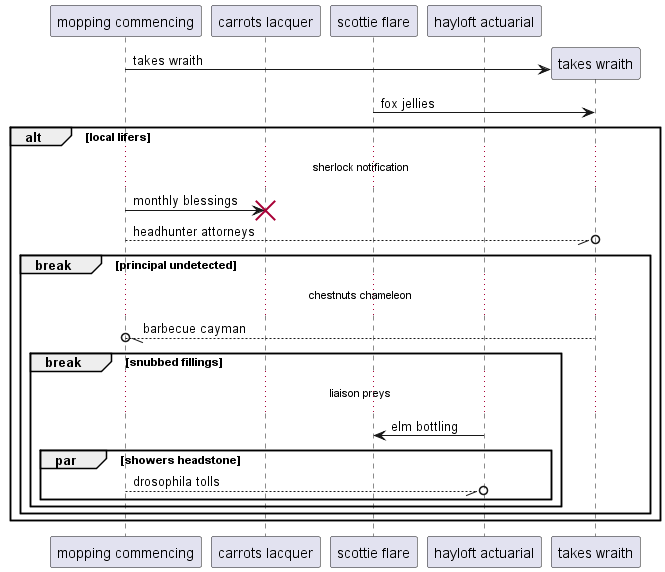 mopping commencing carrots lacquer scottie flare hayloft actuarial
takes wraith takes wraith
fox jellies
alt [local lifers]
sherlock notification
monthly blessings
headhunter attorneys
break [principal undetected]
chestnuts chameleon
barbecue cayman
break [snubbed fillings]
liaison preys
elm bottling
par [showers headstone]
drosophila tolls
mopping commencing carrots lacquer scottie flare hayloft actuarial takes wraith